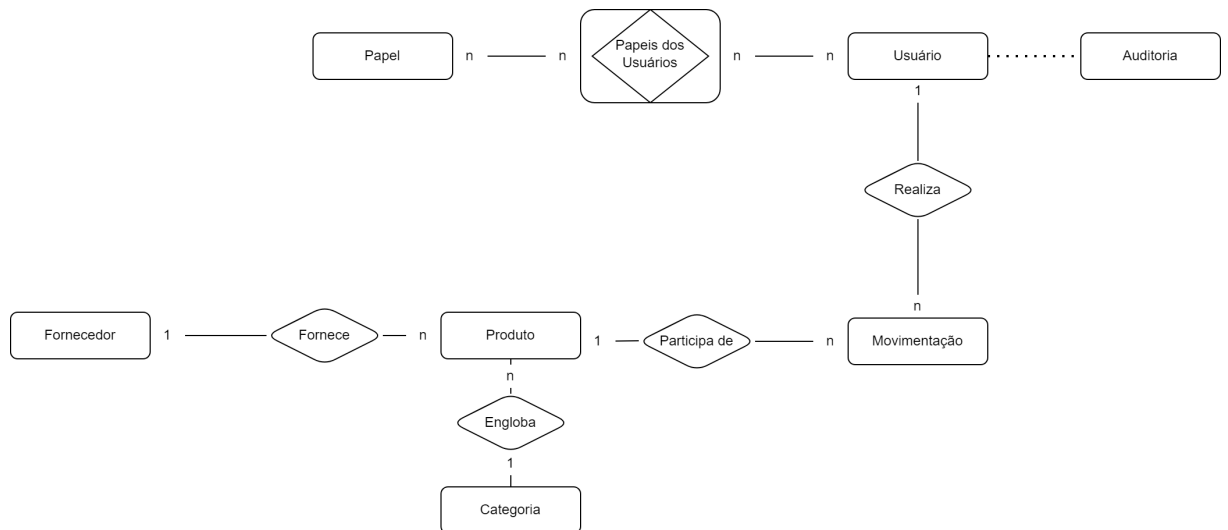 Papel
n
n
Papeis dos
Usuários
n
n
Usuário
Auditoria
1
Realiza
n
Fornecedor
1
Fornece
n
Produto
1
Participa de
n
Movimentação
n
Engloba
1
Categoria